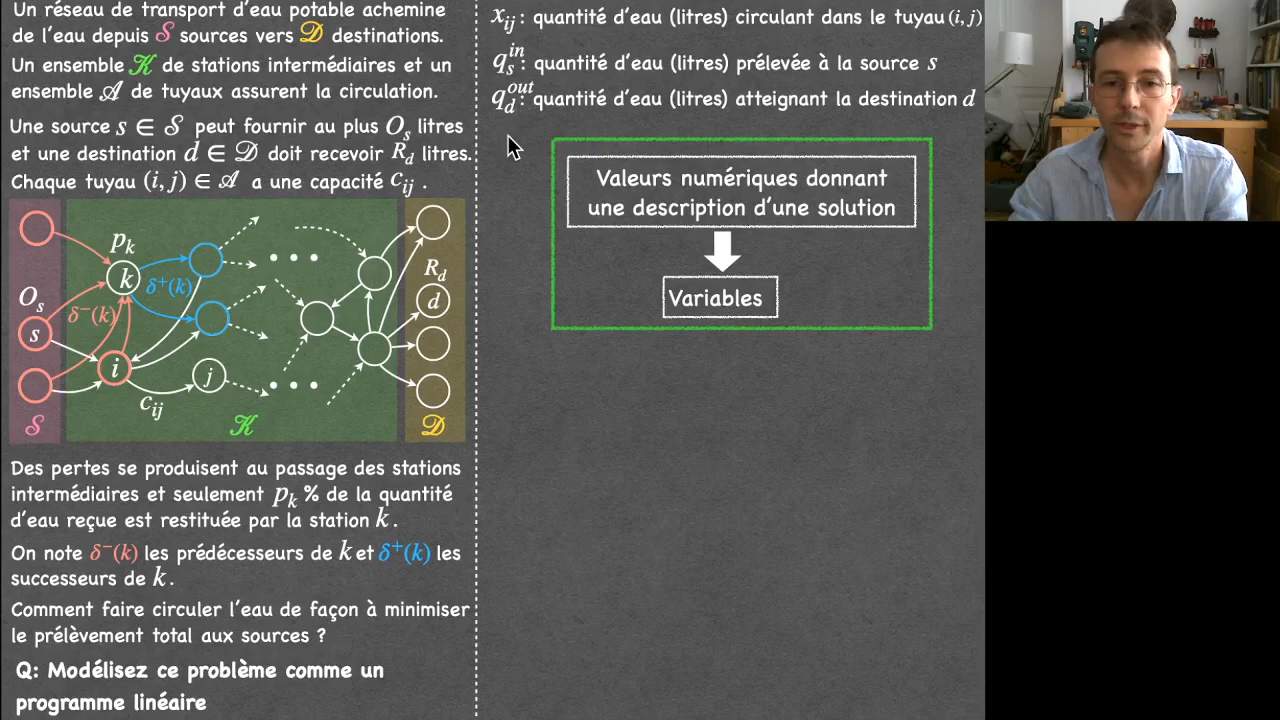 Un réseau de transport d'eau potable achemine
de l'eau depuis 𝒮 sources vers 𝒟 destinations.
Un ensemble 𝒦 de stations intermédiaires et un
ensemble 𝒜 de tuyaux assurent la circulation.
Une source s ∈ 𝒮 peut fournir au plus O_s litres
et une destination d ∈ 𝒟 doit recevoir R_d litres.
Chaque tuyau (i, j) ∈ 𝒜 a une capacité c_ij .
p_k
k
δ⁺(k)
R_d
O_s
δ⁻(k)
d
s
i
j
c_ij
𝒮
𝒦
𝒟
Des pertes se produisent au passage des stations
intermédiaires et seulement p_k % de la quantité
d'eau reçue est restituée par la station k .
On note δ⁻(k) les prédécesseurs de k et δ⁺(k) les
successeurs de k .
Comment faire circuler l'eau de façon à minimiser
le prélèvement total aux sources ?
Q: Modélisez ce problème comme un
programme linéaire
x_ij : quantité d'eau (litres) circulant dans le tuyau (i, j)
q_s^in : quantité d'eau (litres) prélevée à la source s
q_d^out : quantité d'eau (litres) atteignant la destination d
Valeurs numériques donnant
une description d'une solution
Variables